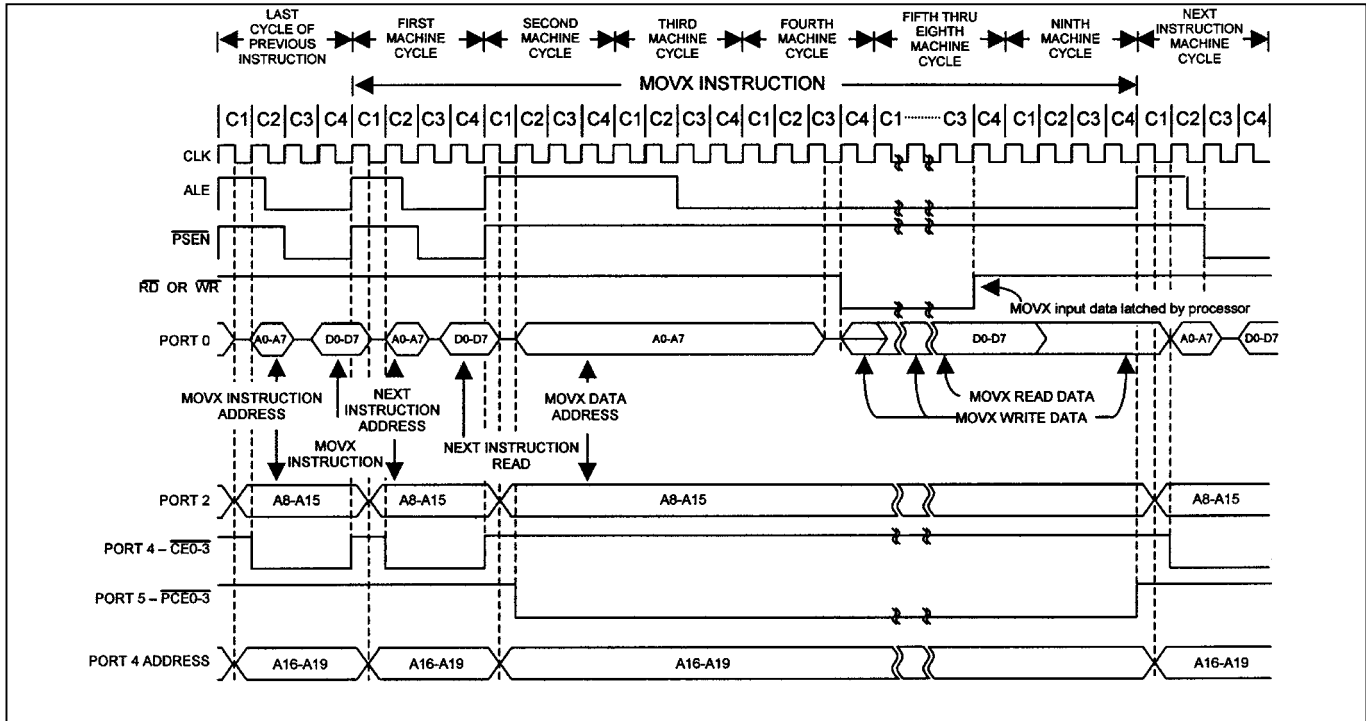 LAST CYCLE OF PREVIOUS INSTRUCTION
FIRST MACHINE CYCLE
SECOND MACHINE CYCLE
THIRD MACHINE CYCLE
FOURTH MACHINE CYCLE
FIFTH THRU EIGHTH MACHINE CYCLE
NINTH MACHINE CYCLE
NEXT INSTRUCTION MACHINE CYCLE
MOVX INSTRUCTION
C1 C2 C3 C4 C1 C2 C3 C4 C1 C2 C3 C4 C1 C2 C3 C4 C1 C2 C3 C4 C1 ........ C3 C4 C1 C2 C3 C4 C1 C2 C3 C4
CLK
ALE
PSEN
RD OR WR
MOVX input data latched by processor
PORT 0
A0-A7 D0-D7 A0-A7 D0-D7 A0-A7 D0-D7 A0-A7 D0-D7
MOVX INSTRUCTION ADDRESS
NEXT INSTRUCTION ADDRESS
MOVX DATA ADDRESS
MOVX READ DATA
MOVX WRITE DATA
MOVX INSTRUCTION
NEXT INSTRUCTION READ
PORT 2
A8-A15 A8-A15 A8-A15 A8-A15
PORT 4 – CE0-3
PORT 5 – PCE0-3
PORT 4 ADDRESS
A16-A19 A16-A19 A16-A19 A16-A19